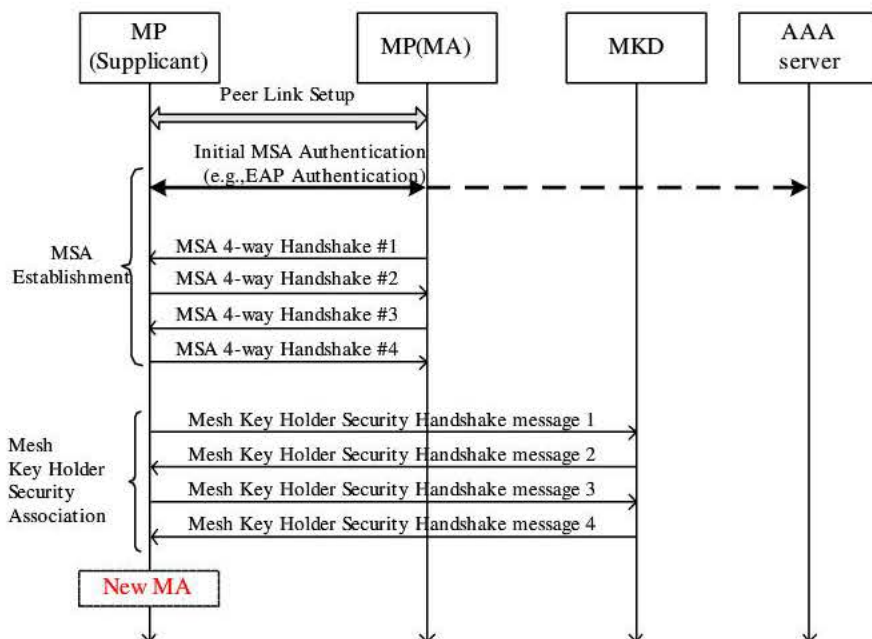 MP
(Supplicant)
MP(MA)
MKD
AAA
server
Peer Link Setup
Initial MSA Authentication
(e.g.,EAP Authentication)
MSA
Establishment
MSA 4-way Handshake #1
MSA 4-way Handshake #2
MSA 4-way Handshake #3
MSA 4-way Handshake #4
Mesh
Key Holder
Security
Association
Mesh Key Holder Security Handshake message 1
Mesh Key Holder Security Handshake message 2
Mesh Key Holder Security Handshake message 3
Mesh Key Holder Security Handshake message 4
New MA